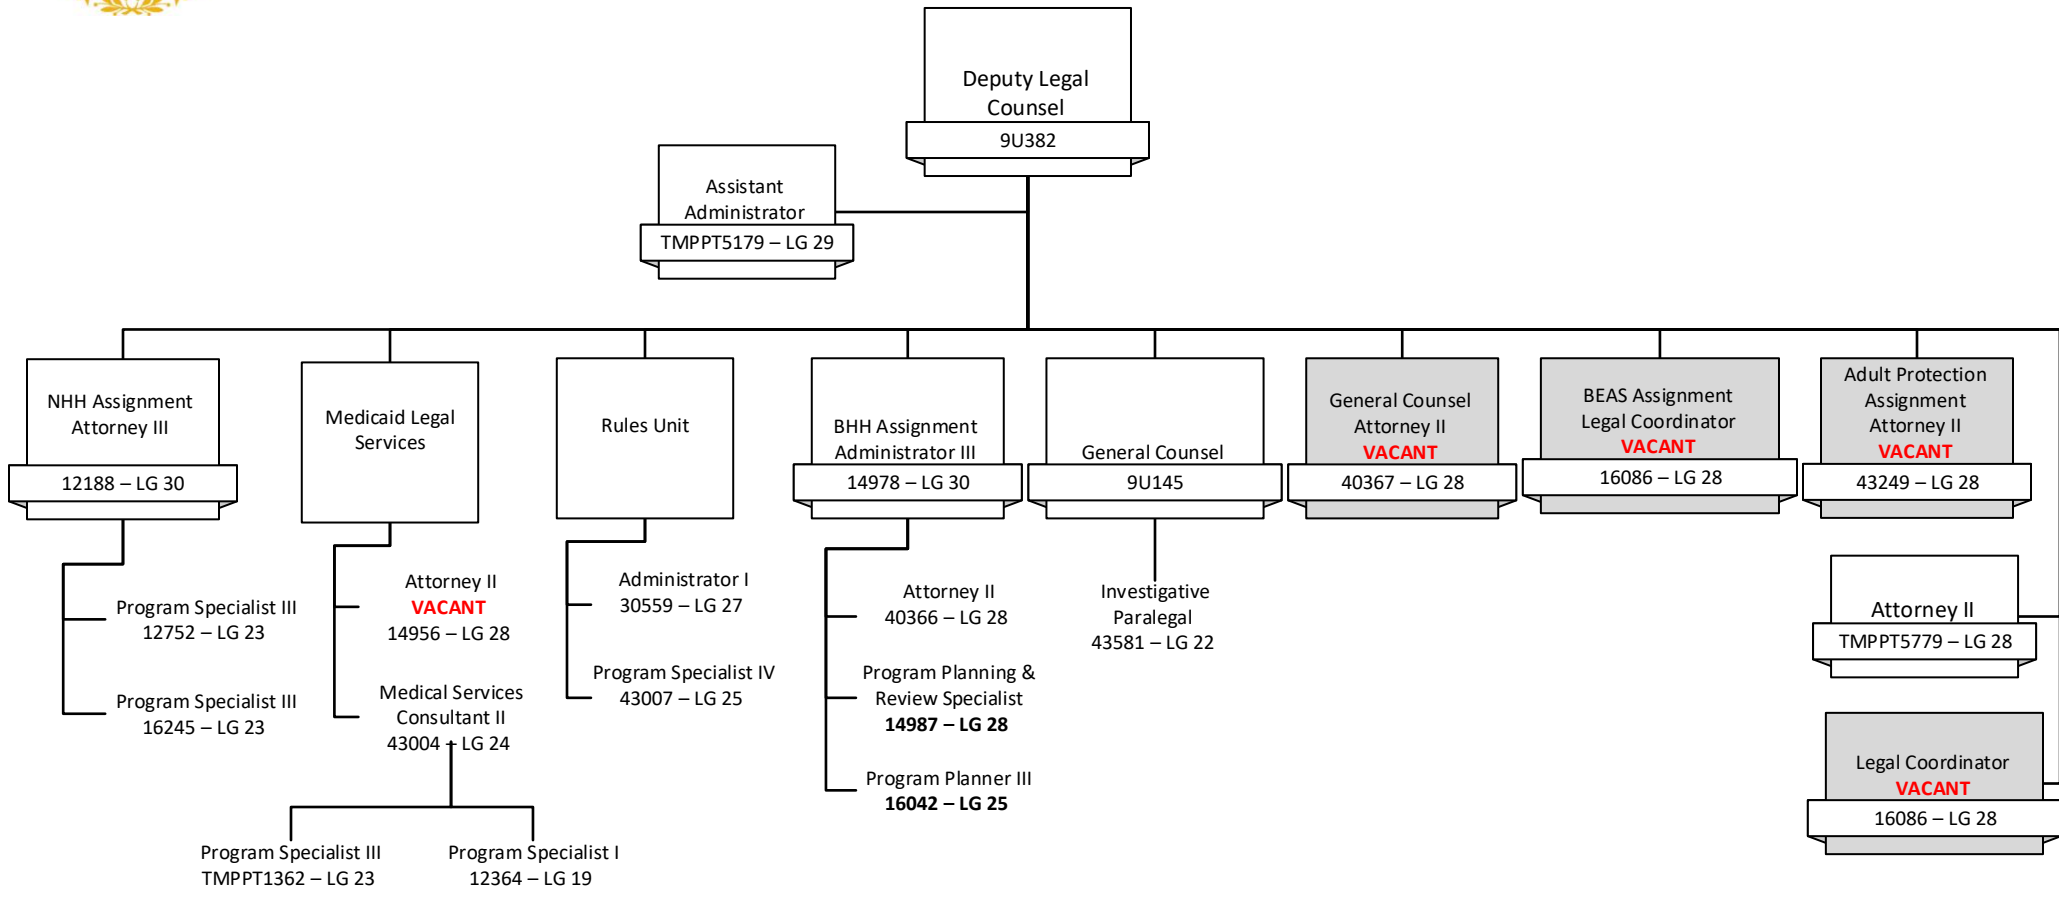 Deputy Legal
Counsel
9U382
Assistant
Administrator
TMPPT5179 – LG 29
NHH Assignment
Attorney III
12188 – LG 30
Program Specialist III
12752 – LG 23
Program Specialist III
16245 – LG 23
Medicaid Legal
Services
Attorney II
VACANT
14956 – LG 28
Medical Services
Consultant II
43004 – LG 24
Program Specialist III
TMPPT1362 – LG 23
Program Specialist I
12364 – LG 19
Rules Unit
Administrator I
30559 – LG 27
Program Specialist IV
43007 – LG 25
BHH Assignment
Administrator III
14978 – LG 30
Attorney II
40366 – LG 28
Program Planning &
Review Specialist
14987 – LG 28
Program Planner III
16042 – LG 25
General Counsel
9U145
Investigative
Paralegal
43581 – LG 22
General Counsel
Attorney II
VACANT
40367 – LG 28
BEAS Assignment
Legal Coordinator
VACANT
16086 – LG 28
Adult Protection
Assignment
Attorney II
VACANT
43249 – LG 28
Attorney II
TMPPT5779 – LG 28
Legal Coordinator
VACANT
16086 – LG 28